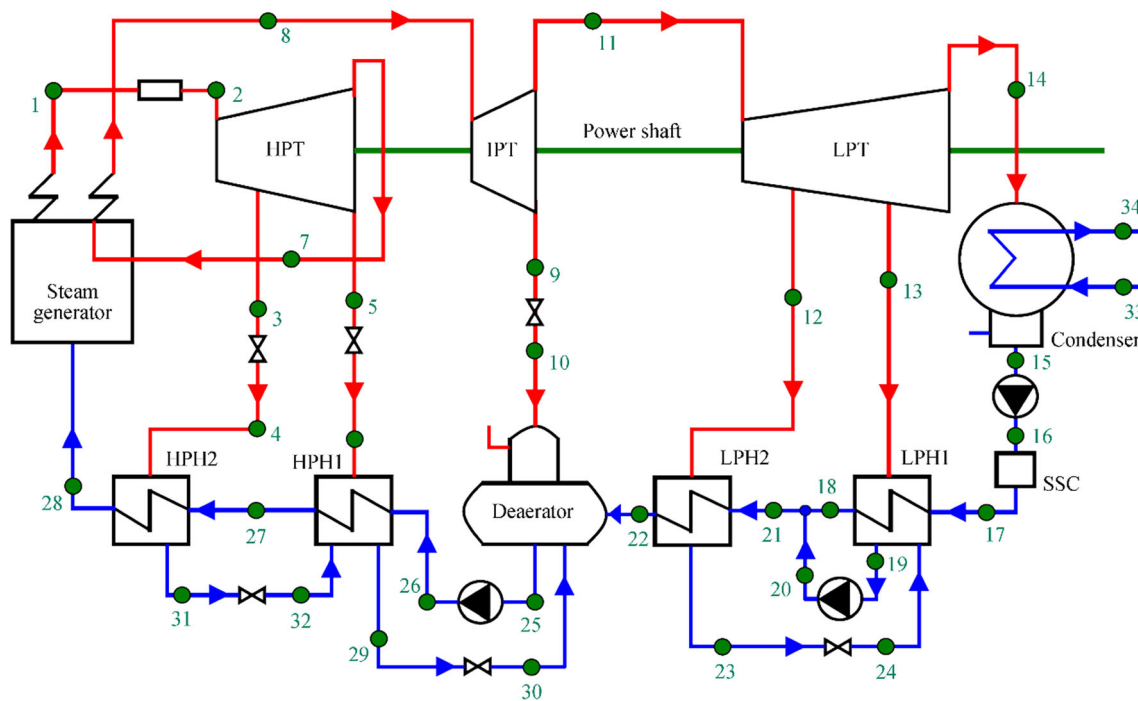 8
11
1
2
14
HPT
IPT
Power shaft
LPT
34
7
Steam
generator
3
5
9
12
13
33
10
Condenser
15
4
16
HPH2
HPH1
LPH2
LPH1
SSC
28
27
Deaerator
22
21
18
17
31
32
26
25
20
19
29
30
23
24